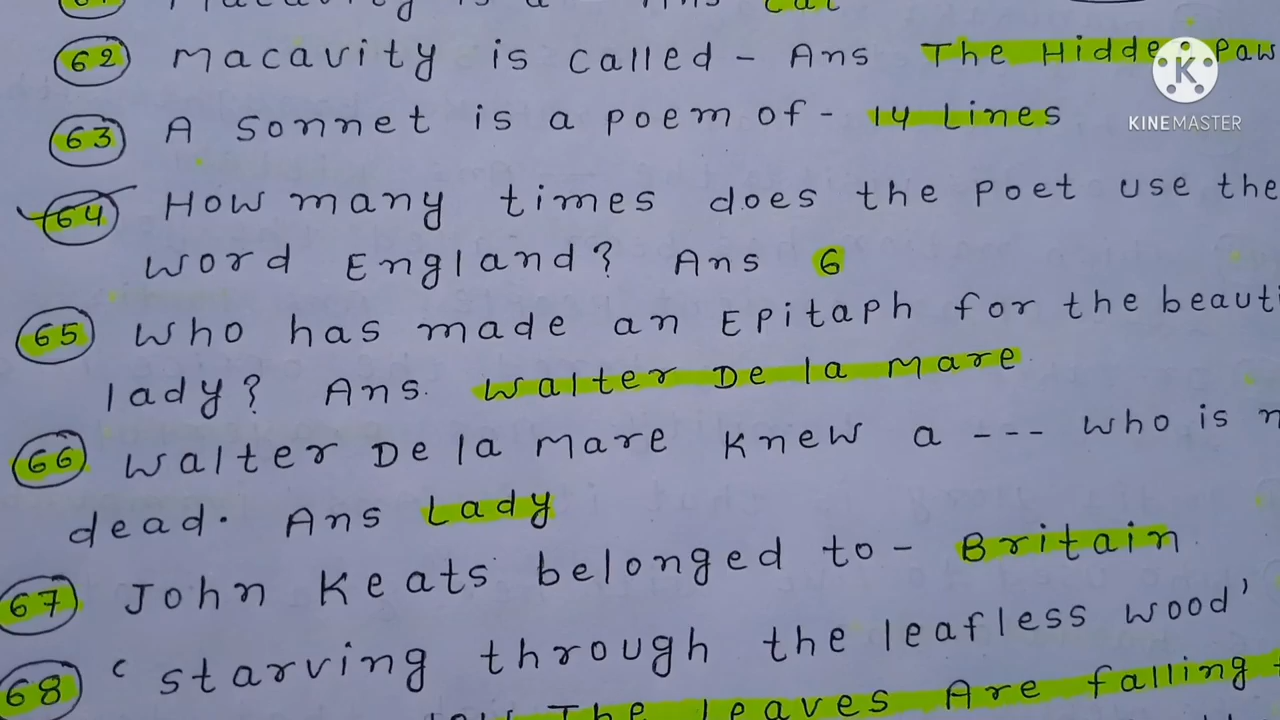 62 Macavity is called - Ans The Hidden Paw
KINEMASTER
63 A sonnet is a poem of - 14 Lines
64 How many times does the poet use the
word England? Ans 6
65 Who has made an Epitaph for the beauti
lady? Ans. Walter De la Mare
66 Walter De la Mare knew a --- who is n
dead. Ans Lady
67 John Keats belonged to - Britain
68 'starving through the leafless wood'
The leaves Are falling